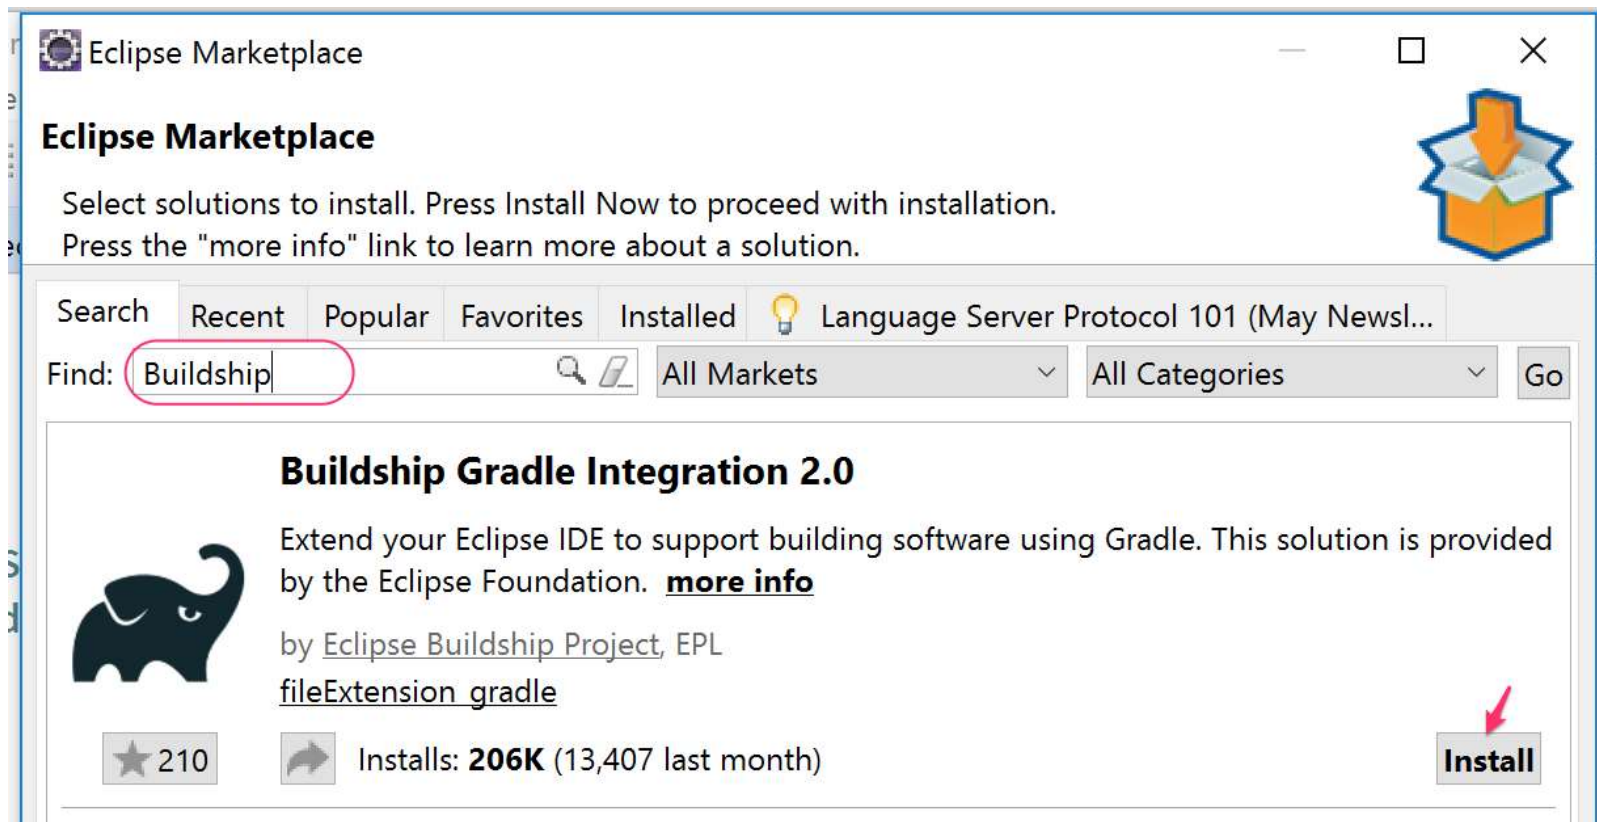 Eclipse Marketplace
Eclipse Marketplace
Select solutions to install. Press Install Now to proceed with installation.
Press the "more info" link to learn more about a solution.
Search Recent Popular Favorites Installed Language Server Protocol 101 (May Newsl...
Find: Buildship All Markets All Categories Go
Buildship Gradle Integration 2.0
Extend your Eclipse IDE to support building software using Gradle. This solution is provided
by the Eclipse Foundation. more info
by Eclipse Buildship Project, EPL
fileExtension_gradle
210 Installs: 206K (13,407 last month) Install